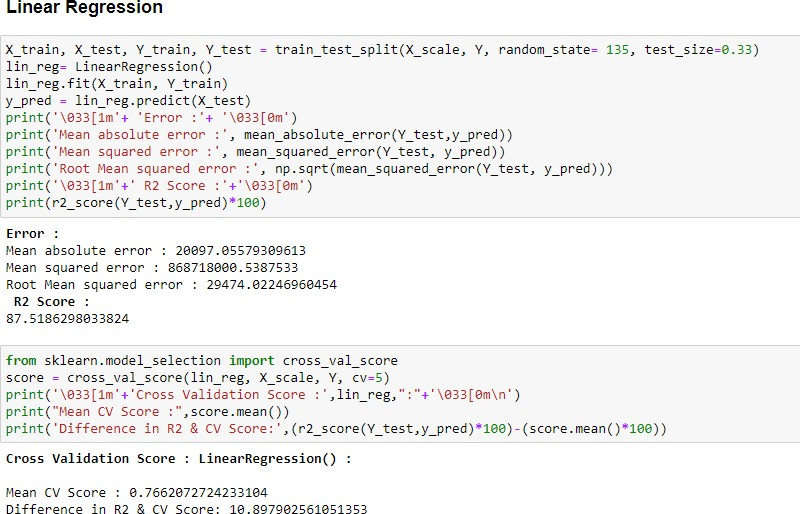 Linear Regression
X_train, X_test, Y_train, Y_test = train_test_split(X_scale, Y, random_state= 135, test_size=0.33)
lin_reg= LinearRegression()
lin_reg.fit(X_train, Y_train)
y_pred = lin_reg.predict(X_test)
print('\033[1m'+ 'Error :'+ '\033[0m')
print('Mean absolute error :', mean_absolute_error(Y_test,y_pred))
print('Mean squared error :', mean_squared_error(Y_test, y_pred))
print('Root Mean squared error :', np.sqrt(mean_squared_error(Y_test, y_pred)))
print('\033[1m'+' R2 Score :'+'\033[0m')
print(r2_score(Y_test,y_pred)*100)
Error :
Mean absolute error : 20097.05579309613
Mean squared error : 868718000.5387533
Root Mean squared error : 29474.02246960454
R2 Score :
87.5186298033824
from sklearn.model_selection import cross_val_score
score = cross_val_score(lin_reg, X_scale, Y, cv=5)
print('\033[1m'+'Cross Validation Score :',lin_reg,":"+'\033[0m\n')
print("Mean CV Score :",score.mean())
print('Difference in R2 & CV Score:',(r2_score(Y_test,y_pred)*100)-(score.mean()*100))
Cross Validation Score : LinearRegression() :
Mean CV Score : 0.7662072724233104
Difference in R2 & CV Score: 10.897902561051353